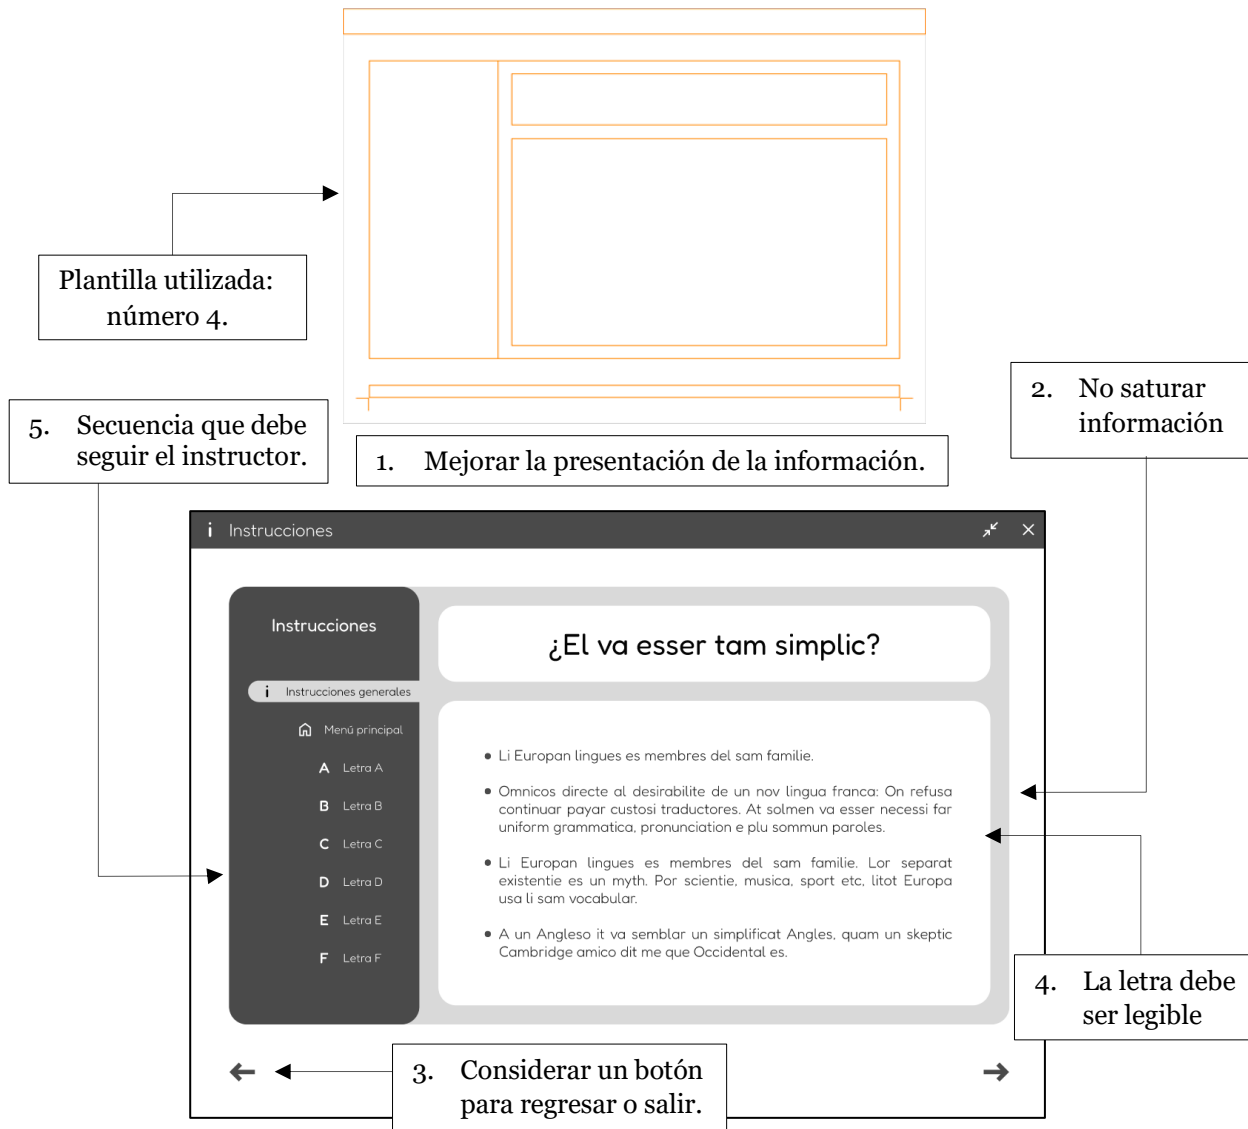 Plantilla utilizada:
número 4.
2. No saturar
información
5. Secuencia que debe
seguir el instructor.
1. Mejorar la presentación de la información.
i Instrucciones
Instrucciones
i Instrucciones generales
Menú principal
A Letra A
B Letra B
C Letra C
D Letra D
E Letra E
F Letra F
¿El va esser tam simplic?
• Li Europan lingues es membres del sam familie.
• Omnicos directe al desirabilite de un nov lingua franca: On refusa
continuar payar custosi traductores. At solmen va esser necessi far
uniform grammatica, pronunciation e plu sommun paroles.
• Li Europan lingues es membres del sam familie. Lor separat
existentie es un myth. Por scientie, musica, sport etc, litot Europa
usa li sam vocabular.
• A un Angleso it va semblar un simplificat Angles, quam un skeptic
Cambridge amico dit me que Occidental es.
4. La letra debe
ser legible
3. Considerar un botón
para regresar o salir.